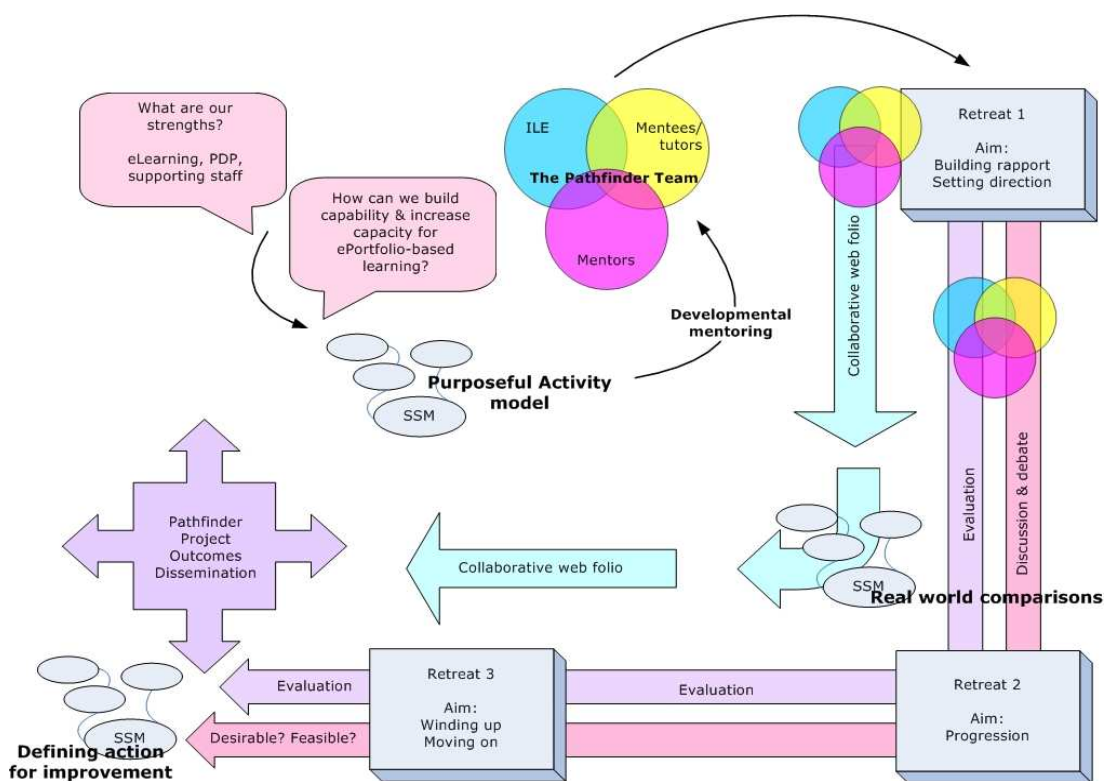 What are our
strengths?
eLearning, PDP,
supporting staff
How can we build
capability & increase
capacity for
ePortfolio-based
learning?
ILE
Mentees/
tutors
The Pathfinder Team
Mentors
Retreat 1
Aim:
Building rapport
Setting direction
Collaborative web folio
Developmental
mentoring
Purposeful Activity
model
SSM
Evaluation
Discussion & debate
Pathfinder
Project
Outcomes
Dissemination
Collaborative web folio
SSM
Real world comparisons
Retreat 2
Aim:
Progression
Evaluation
Retreat 3
Aim:
Winding up
Moving on
Evaluation
Desirable? Feasible?
SSM
Defining action
for improvement